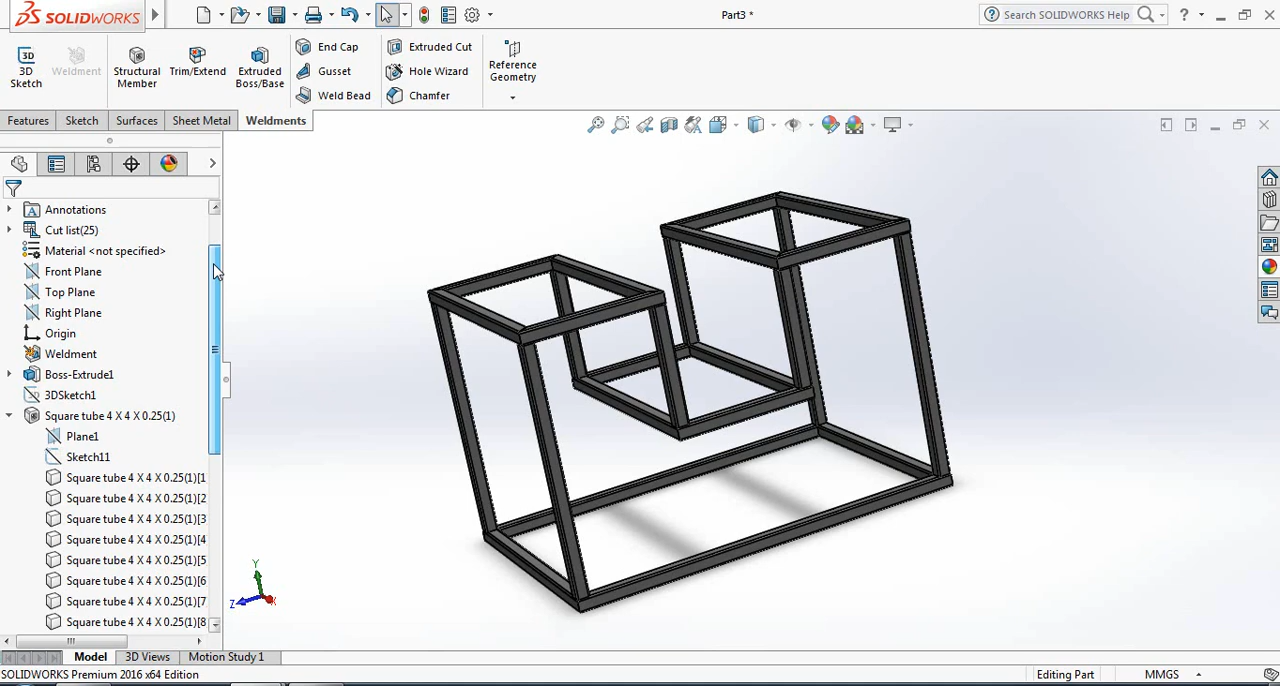 SOLIDWORKS
Part3 *
Search SOLIDWORKS Help
3D
Sketch
Weldment
Structural
Member
Trim/Extend
Extruded
Boss/Base
End Cap
Gusset
Weld Bead
Extruded Cut
Hole Wizard
Chamfer
Reference
Geometry
Features
Sketch
Surfaces
Sheet Metal
Weldments
Annotations
Cut list(25)
Material <not specified>
Front Plane
Top Plane
Right Plane
Origin
Weldment
Boss-Extrude1
3DSketch1
Square tube 4 X 4 X 0.25(1)
Plane1
Sketch11
Square tube 4 X 4 X 0.25(1)[1
Square tube 4 X 4 X 0.25(1)[2
Square tube 4 X 4 X 0.25(1)[3
Square tube 4 X 4 X 0.25(1)[4
Square tube 4 X 4 X 0.25(1)[5
Square tube 4 X 4 X 0.25(1)[6
Square tube 4 X 4 X 0.25(1)[7
Square tube 4 X 4 X 0.25(1)[8
Y
Z
X
Model
3D Views
Motion Study 1
SOLIDWORKS Premium 2016 x64 Edition
Editing Part
MMGS